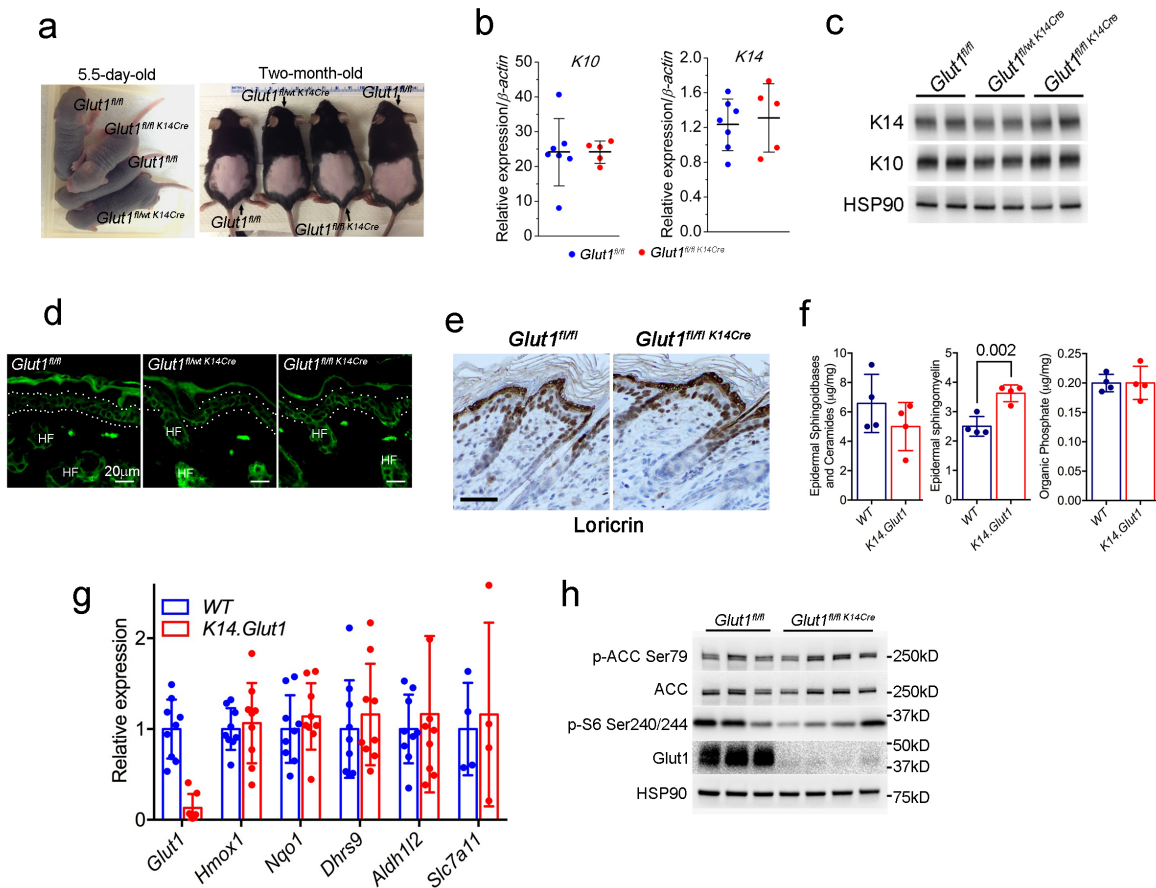 a
5.5-day-old
Two-month-old
Glut1fl/fl
Glut1fl/fl K14Cre
Glut1fl/fl
Glut1fl/wt K14Cre
Glut1fl/wt K14Cre
Glut1fl/fl
Glut1fl/fl
Glut1fl/fl K14Cre
b
K10
Relative expression/β-actin
50
40
30
20
10
0
K14
Relative expression/β-actin
2.0
1.6
1.2
0.8
0.4
0.0
Glut1fl/fl
Glut1fl/fl K14Cre
c
Glut1fl/fl
Glut1fl/wt K14Cre
Glut1fl/fl K14Cre
K14
K10
HSP90
d
Glut1fl/fl
Glut1fl/wt K14Cre
Glut1fl/fl K14Cre
HF
HF
20µm
HF
HF
HF
HF
e
Glut1fl/fl
Glut1fl/fl K14Cre
Loricrin
f
Epidermal Sphingoidbases
and Ceramides (µg/mg)
10
8
6
4
2
0
WT
K14.Glut1
Epidermal sphingomyelin
0.002
6
5
4
3
2
1
0
WT
K14.Glut1
Organic Phosphate (µg/mg)
0.25
0.20
0.15
0.10
0.05
0.00
WT
K14.Glut1
g
WT
K14.Glut1
Relative expression
2
1
0
Glut1
Hmox1
Nqo1
Dhrs9
Aldh1l2
Slc7a11
h
Glut1fl/fl
Glut1fl/fl K14Cre
p-ACC Ser79
250kD
ACC
250kD
p-S6 Ser240/244
37kD
Glut1
50kD
37kD
HSP90
75kD